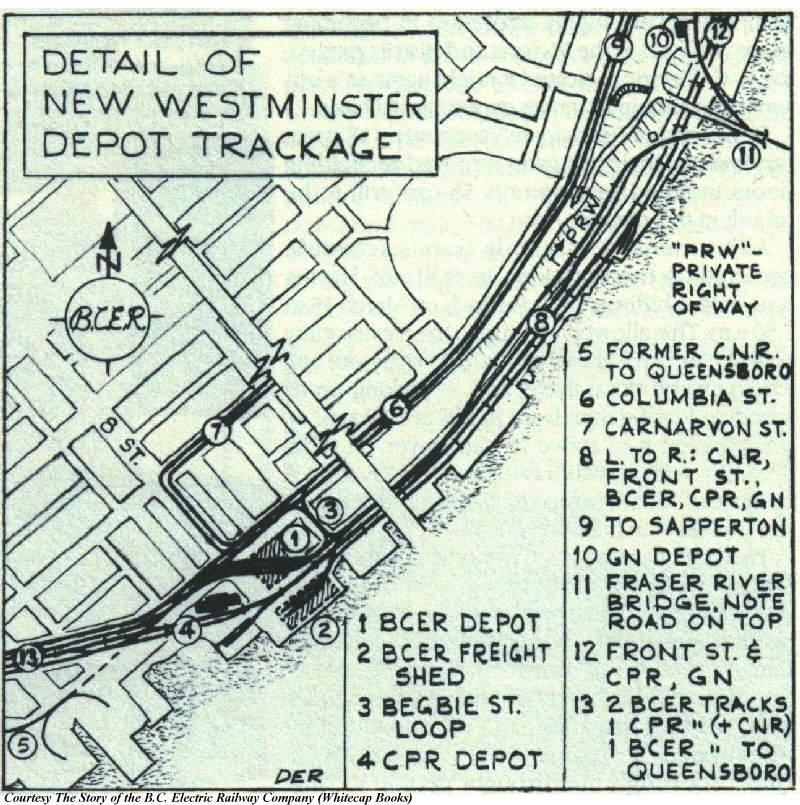 DETAIL OF
NEW WESTMINSTER
DEPOT TRACKAGE
9
10
12
11
F+PRW
"PRW"-
PRIVATE
RIGHT
OF WAY
N
B.C.E.R.
8
6
7
8 ST.
3
1
4
2
13
5
5 FORMER C.N.R.
TO QUEENSBORO
6 COLUMBIA ST.
7 CARNARVON ST.
8 L. TO R.: CNR,
FRONT ST.,
BCER, CPR, GN
9 TO SAPPERTON
10 GN DEPOT
11 FRASER RIVER
BRIDGE. NOTE
ROAD ON TOP
12 FRONT ST. &
CPR, GN
13 2 BCER TRACKS
1 CPR " (+ CNR)
1 BCER " TO
QUEENSBORO
1 BCER DEPOT
2 BCER FREIGHT
SHED
3 BEGBIE ST.
LOOP
4 CPR DEPOT
DER
Courtesy The Story of the B.C. Electric Railway Company (Whitecap Books)